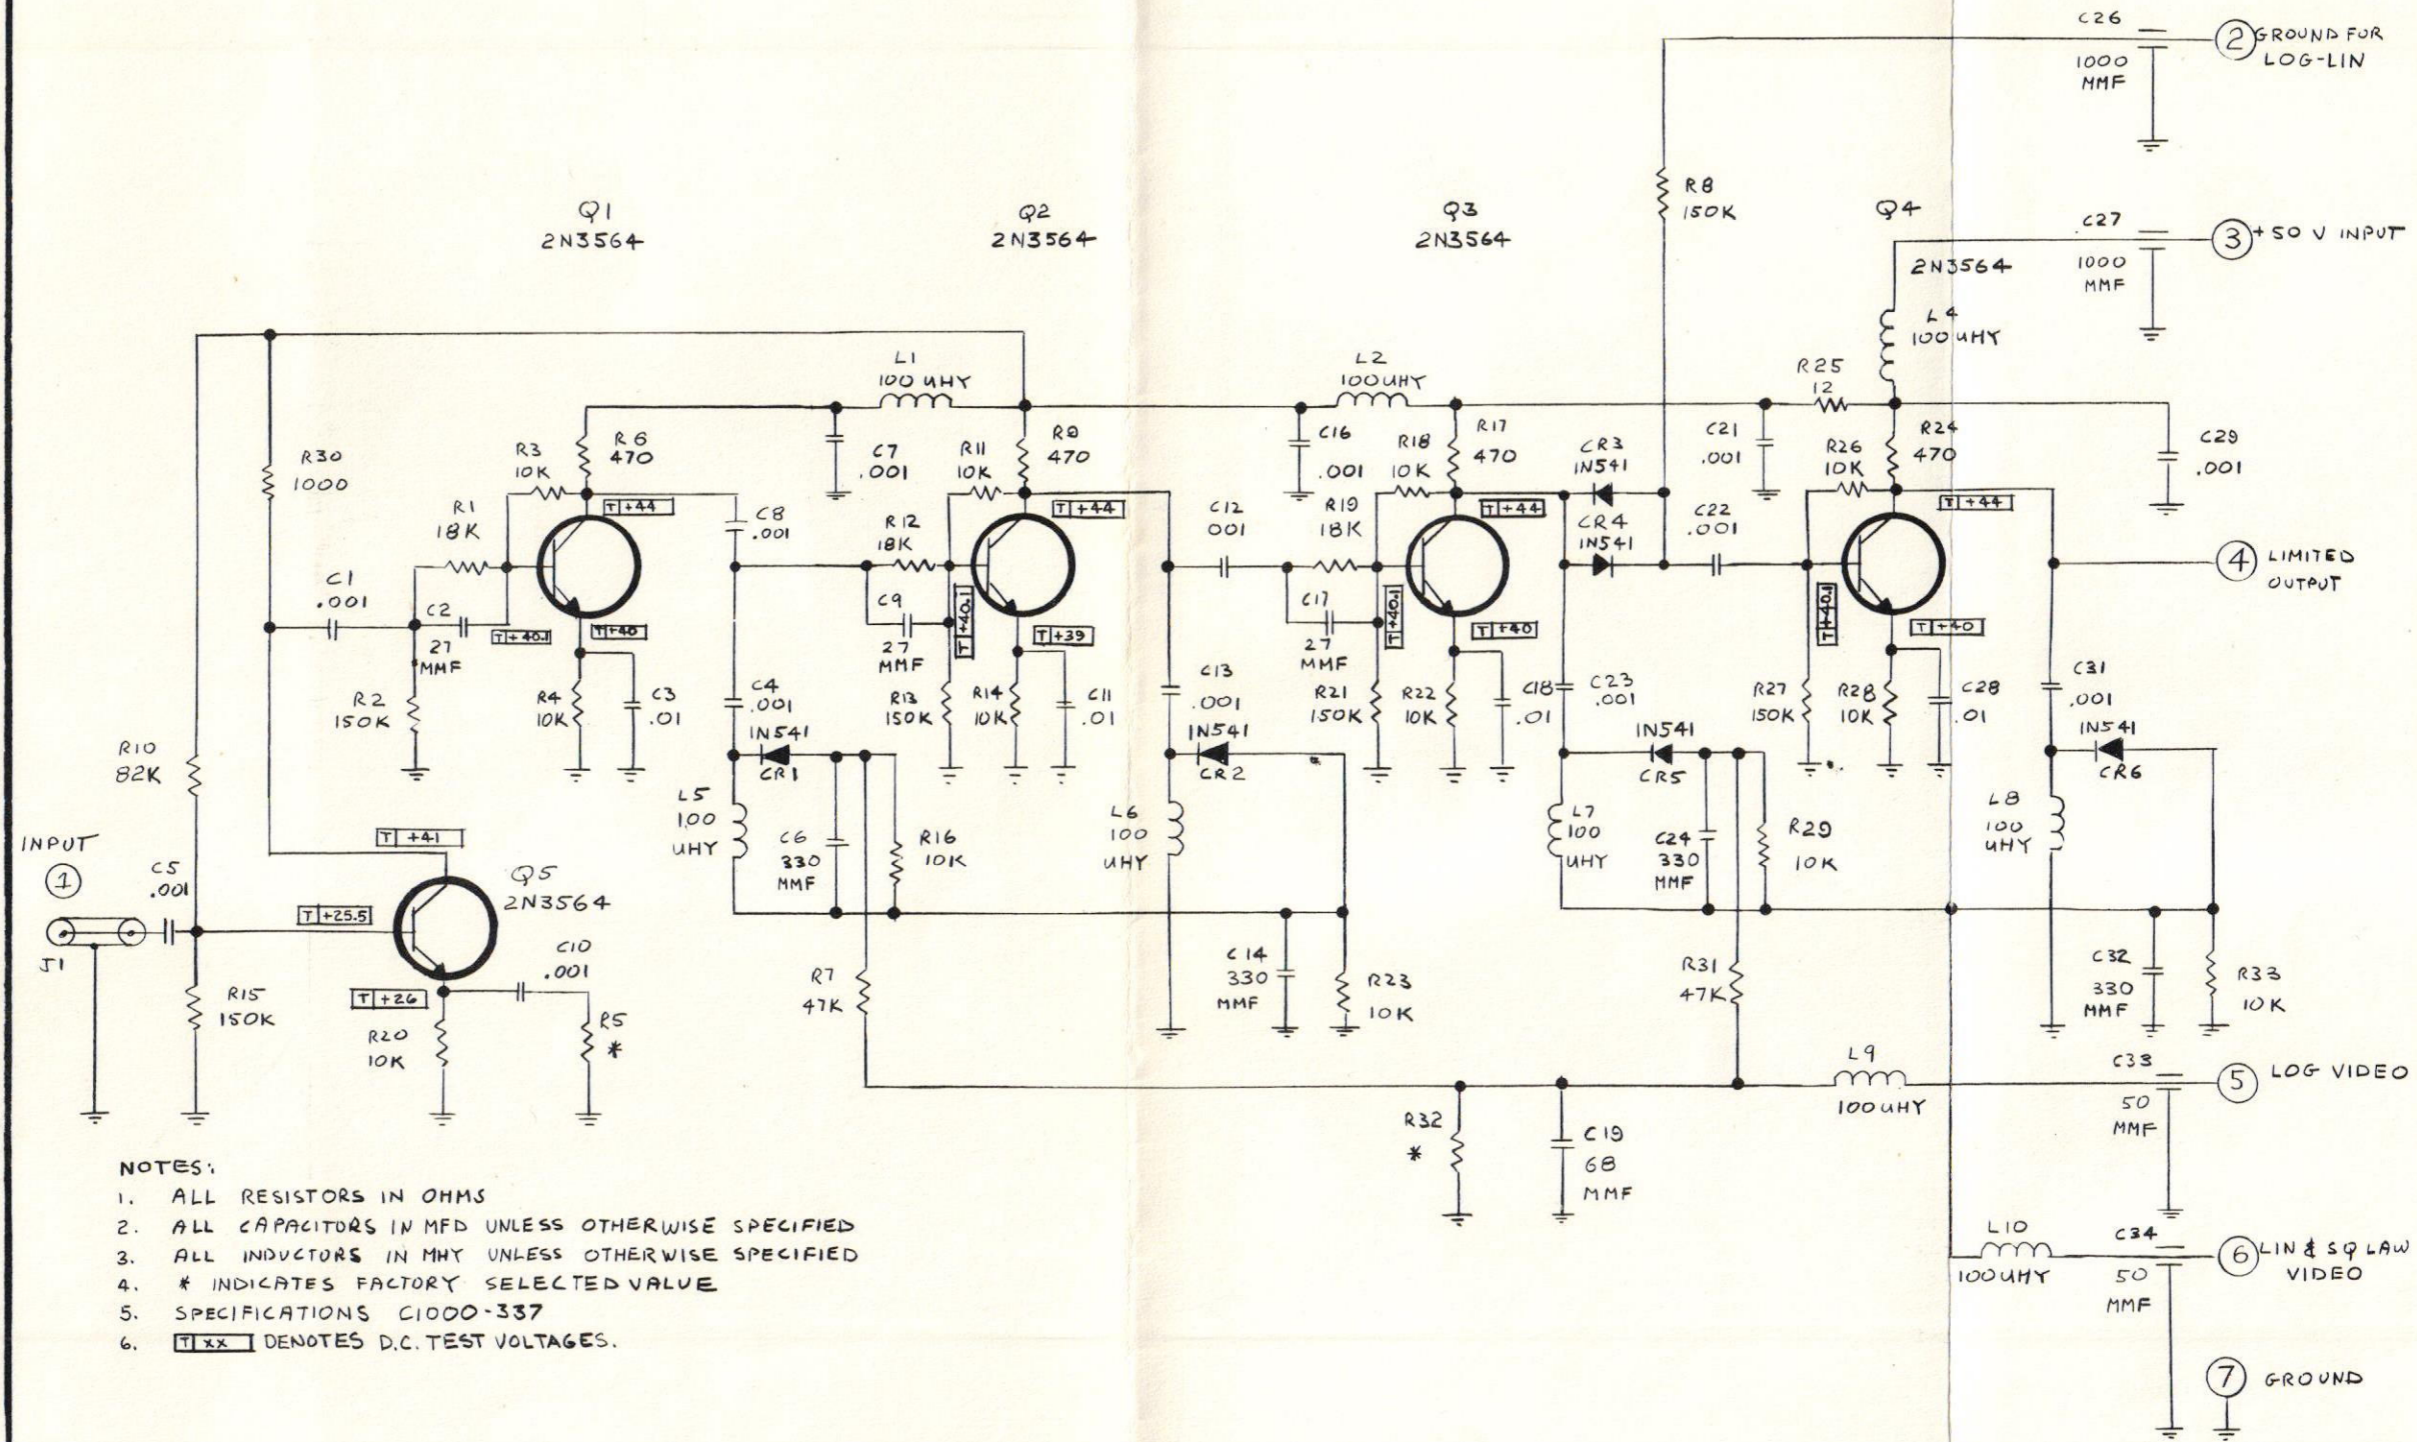 C26
2
GROUND FOR
LOG-LIN
1000
MMF
R8
150K
Q1
2N3564
Q2
2N3564
Q3
2N3564
Q4
2N3564
C27
3
+50 V INPUT
1000
MMF
L4
100 UHY
L1
100 UHY
L2
100UHY
R25
12
R30
1000
R3
10K
R6
470
C7
.001
R11
10K
R9
470
C16
.001
R18
10K
R17
470
CR3
1N541
C21
.001
R26
10K
R24
470
C29
.001
T +44
T +44
T +44
T +44
R1
18K
C8
.001
R12
18K
C12
001
R19
18K
CR4
1N541
C22
.001
4
LIMITED
OUTPUT
C1
.001
C2
27
MMF
T +40.1
T +40
C9
27
MMF
T +40.1
T +39
C17
27
MMF
T +40.1
T +40
T +40.1
T +40
R2
150K
R4
10K
C3
.01
C4
.001
R13
150K
R14
10K
C11
.01
C13
.001
R21
150K
R22
10K
C18
.01
C23
.001
R27
150K
R28
10K
C28
.01
C31
.001
1N541
CR1
1N541
CR2
1N541
CR5
1N541
CR6
R10
82K
L5
100
UHY
C6
330
MMF
R16
10K
L6
100
UHY
L7
100
UHY
C24
330
MMF
R29
10K
L8
100
UHY
INPUT
1
C5
.001
T +41
Q5
2N3564
T +25.5
J1
C10
.001
T +26
R15
150K
R20
10K
R5
*
R7
47K
C14
330
MMF
R23
10K
R31
47K
C32
330
MMF
R33
10K
L9
100UHY
C33
50
MMF
5
LOG VIDEO
R32
*
C19
68
MMF
L10
100UHY
C34
50
MMF
6
LIN & SQ LAW
VIDEO
7
GROUND
NOTES:
1. ALL RESISTORS IN OHMS
2. ALL CAPACITORS IN MFD UNLESS OTHERWISE SPECIFIED
3. ALL INDUCTORS IN MHY UNLESS OTHERWISE SPECIFIED
4. * INDICATES FACTORY SELECTED VALUE
5. SPECIFICATIONS C1000-337
6. T XX DENOTES D.C. TEST VOLTAGES.